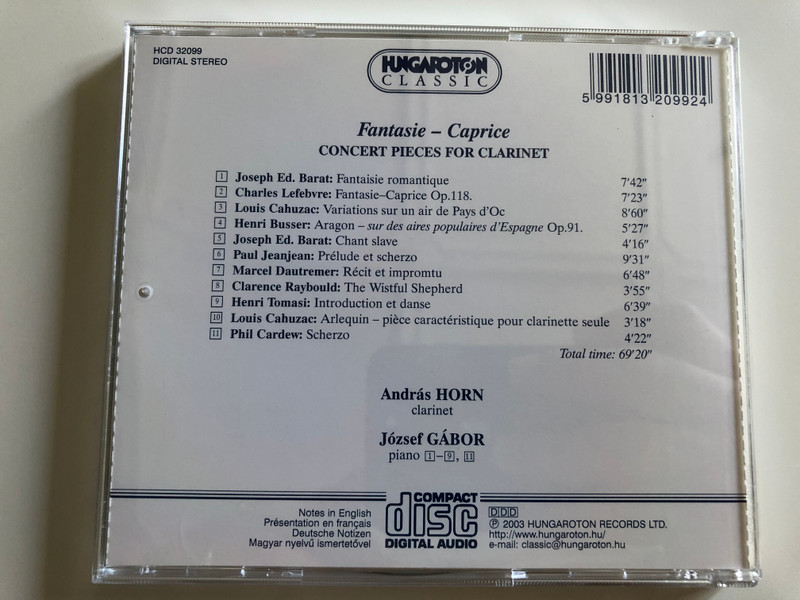 HCD 32099
DIGITAL STEREO
HUNGAROTON
CLASSIC
5 991813 209924
Fantasie – Caprice
CONCERT PIECES FOR CLARINET
1 Joseph Ed. Barat: Fantaisie romantique 7'42"
2 Charles Lefebvre: Fantasie–Caprice Op.118. 7'23"
3 Louis Cahuzac: Variations sur un air de Pays d'Oc 8'60"
4 Henri Busser: Aragon – sur des aires populaires d'Espagne Op.91. 5'27"
5 Joseph Ed. Barat: Chant slave 4'16"
6 Paul Jeanjean: Prélude et scherzo 9'31"
7 Marcel Dautremer: Récit et impromtu 6'48"
8 Clarence Raybould: The Wistful Shepherd 3'55"
9 Henri Tomasi: Introduction et danse 6'39"
10 Louis Cahuzac: Arlequin – pièce caractéristique pour clarinette seule 3'18"
11 Phil Cardew: Scherzo 4'22"
Total time: 69'20"
András HORN
clarinet
József GÁBOR
piano 1–9, 11
Notes in English
Présentation en français
Deutsche Notizen
Magyar nyelvű ismertetővel
COMPACT
disc
DIGITAL AUDIO
DDD
℗ 2003 HUNGAROTON RECORDS LTD.
http://www.hungaroton.hu/
e-mail: classic@hungaroton.hu